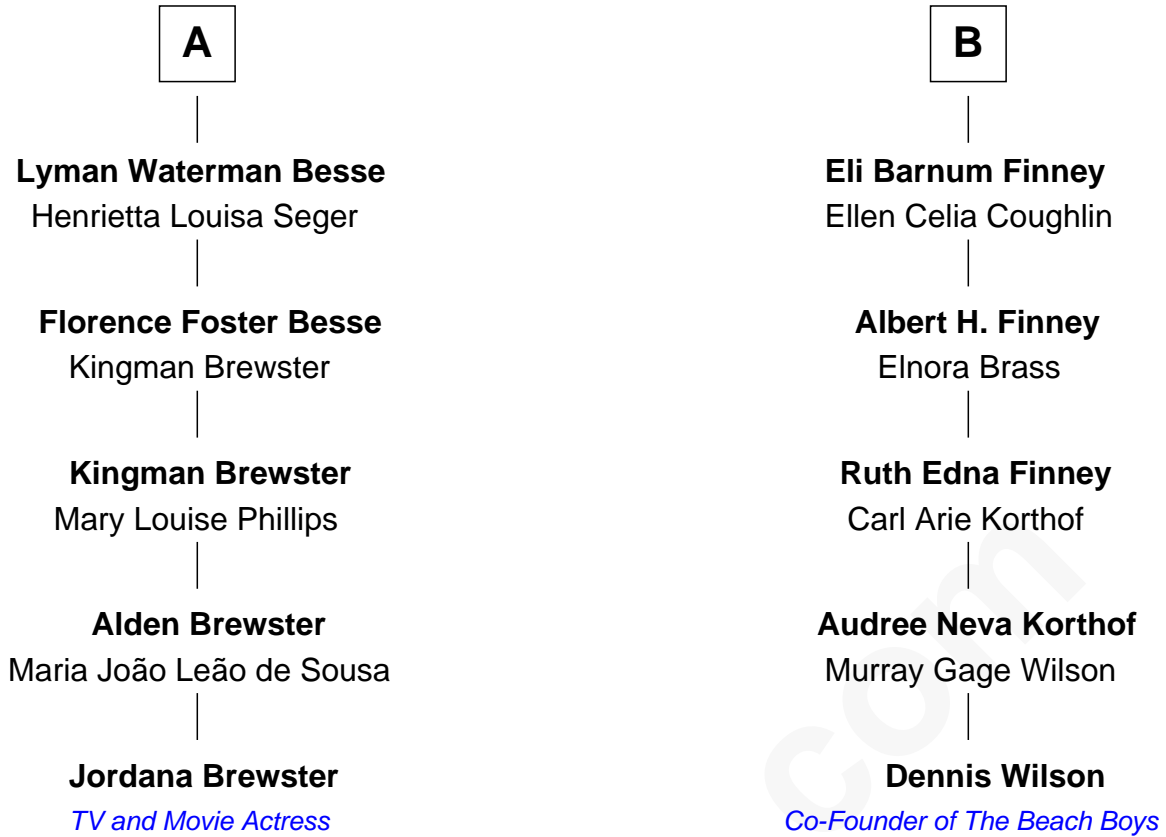 A
B
Lyman Waterman Besse
Henrietta Louisa Seger
Eli Barnum Finney
Ellen Celia Coughlin
Florence Foster Besse
Kingman Brewster
Albert H. Finney
Elnora Brass
Kingman Brewster
Mary Louise Phillips
Ruth Edna Finney
Carl Arie Korthof
Alden Brewster
Maria João Leão de Sousa
Audree Neva Korthof
Murray Gage Wilson
Jordana Brewster
TV and Movie Actress
Dennis Wilson
Co-Founder of The Beach Boys
com